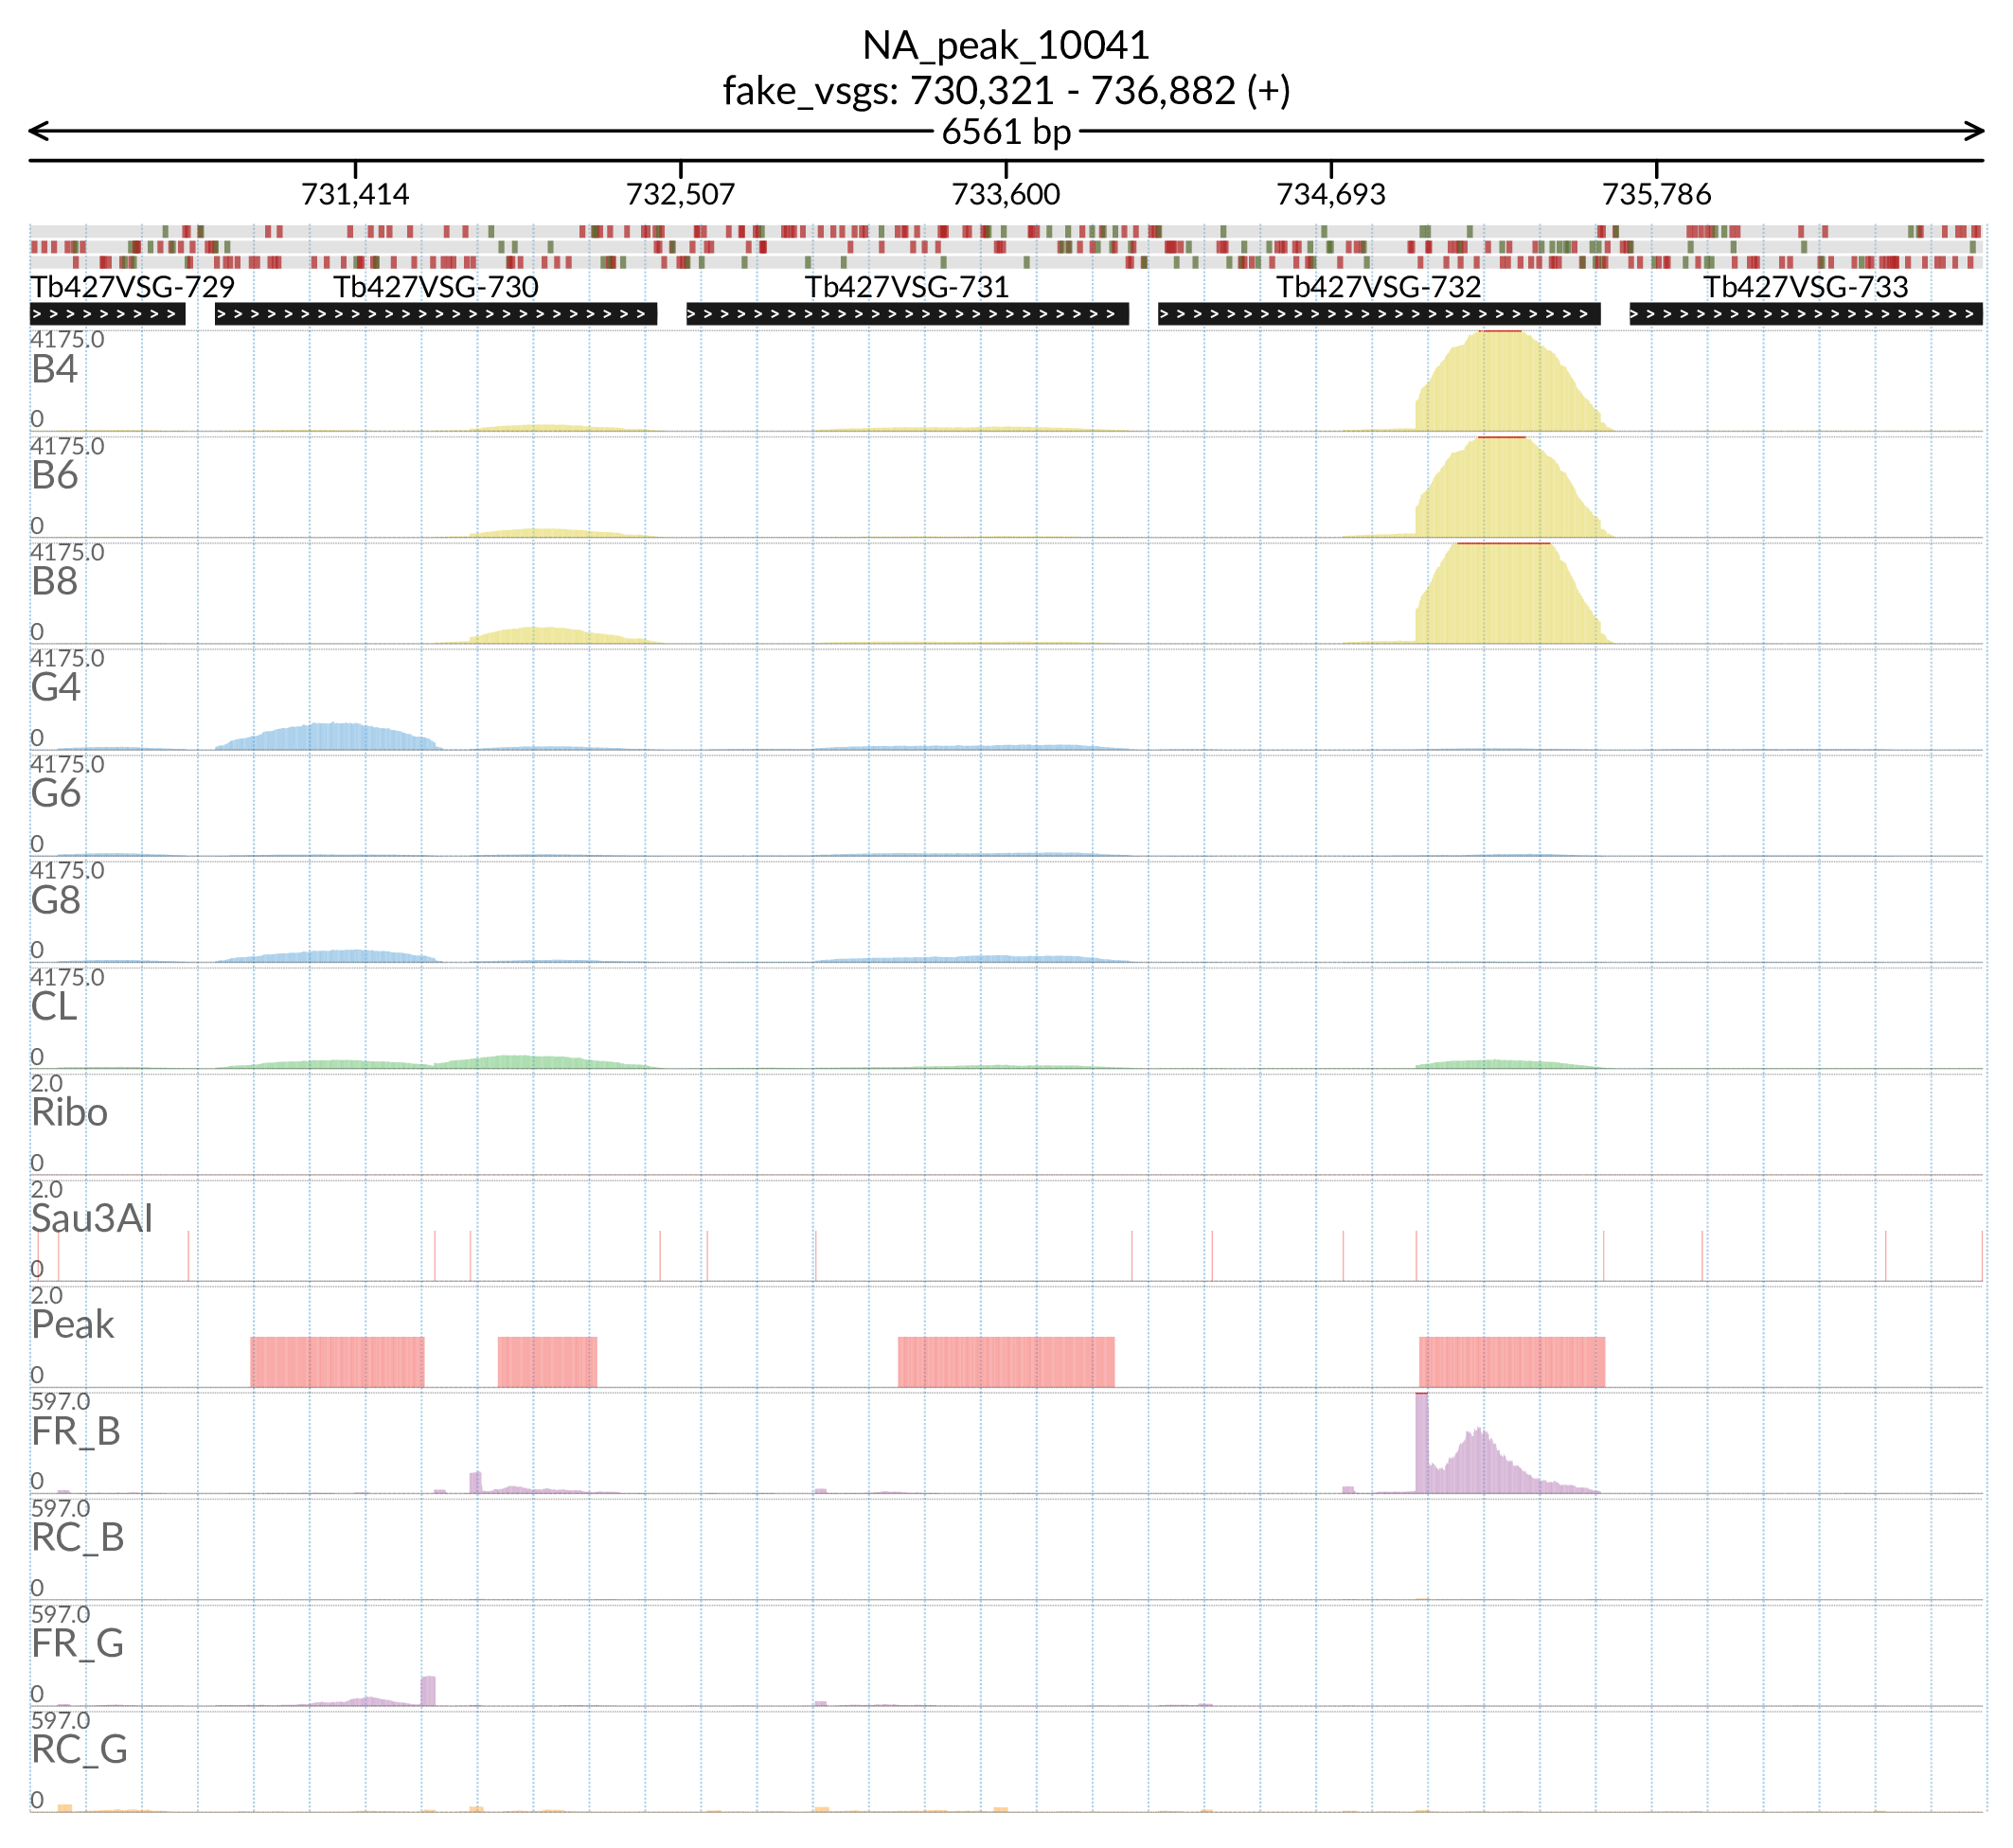 NA_peak_10041
fake_vsgs: 730,321 - 736,882 (+)
6561 bp
731,414 732,507 733,600 734,693 735,786
Tb427VSG-729 Tb427VSG-730 Tb427VSG-731 Tb427VSG-732 Tb427VSG-733
4175.0
B4
0
4175.0
B6
0
4175.0
B8
0
4175.0
G4
0
4175.0
G6
0
4175.0
G8
0
4175.0
CL
0
2.0
Ribo
0
2.0
Sau3AI
0
2.0
Peak
0
597.0
FR_B
0
597.0
RC_B
0
597.0
FR_G
0
597.0
RC_G
0